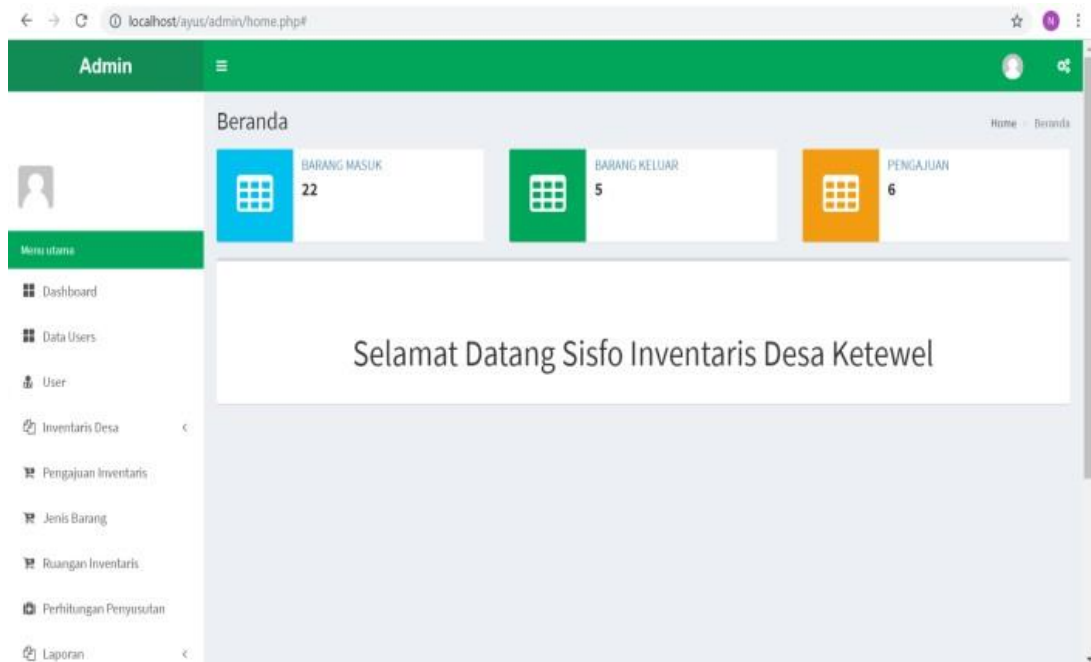 localhost/ayus/admin/home.php#
N
Admin
Beranda
Home Beranda
BARANG MASUK
22
BARANG KELUAR
5
PENGAJUAN
6
Menu utama
Dashboard
Data Users
User
Inventaris Desa
Pengajuan Inventaris
Jenis Barang
Ruangan Inventaris
Perhitungan Penyusutan
Laporan
Selamat Datang Sisfo Inventaris Desa Ketewel